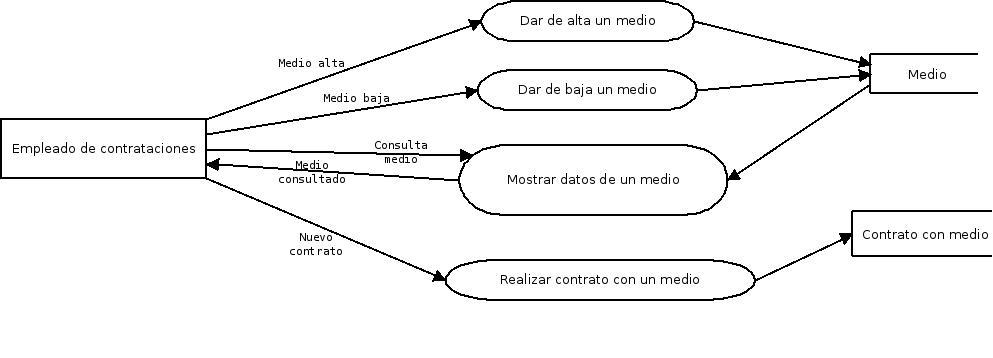 Dar de alta un medio
Medio alta
Medio
Medio baja
Dar de baja un medio
Empleado de contrataciones
Consulta
medio
Medio
consultado
Mostrar datos de un medio
Nuevo
contrato
Contrato con medio
Realizar contrato con un medio